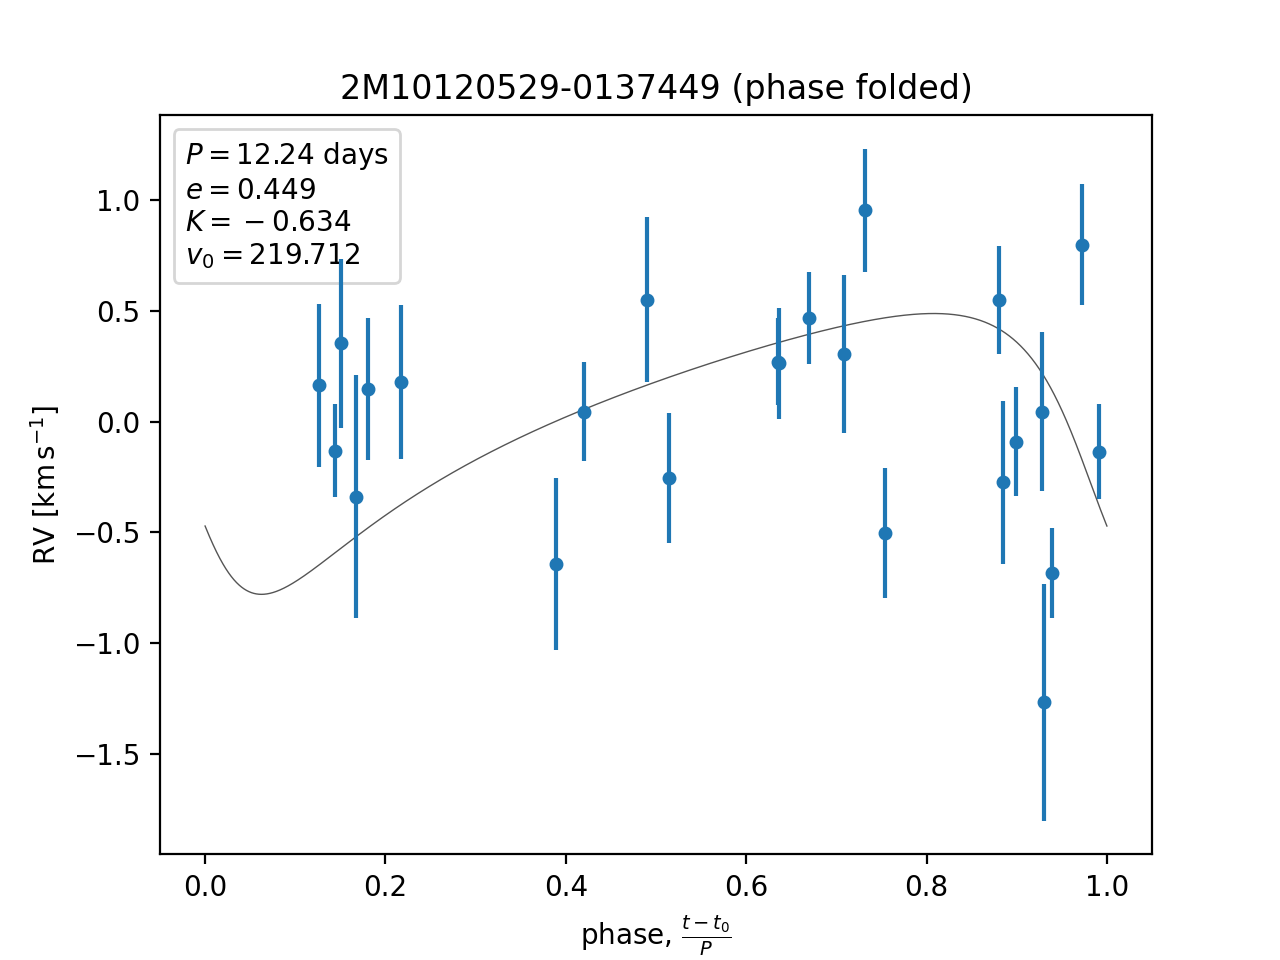 2M10120529-0137449 (phase folded)
P = 12.24 days
e = 0.449
K = −0.634
v₀ = 219.712
1.0
0.5
0.0
−0.5
−1.0
−1.5
RV [km s⁻¹]
0.0 0.2 0.4 0.6 0.8 1.0
phase, (t − t₀)/P